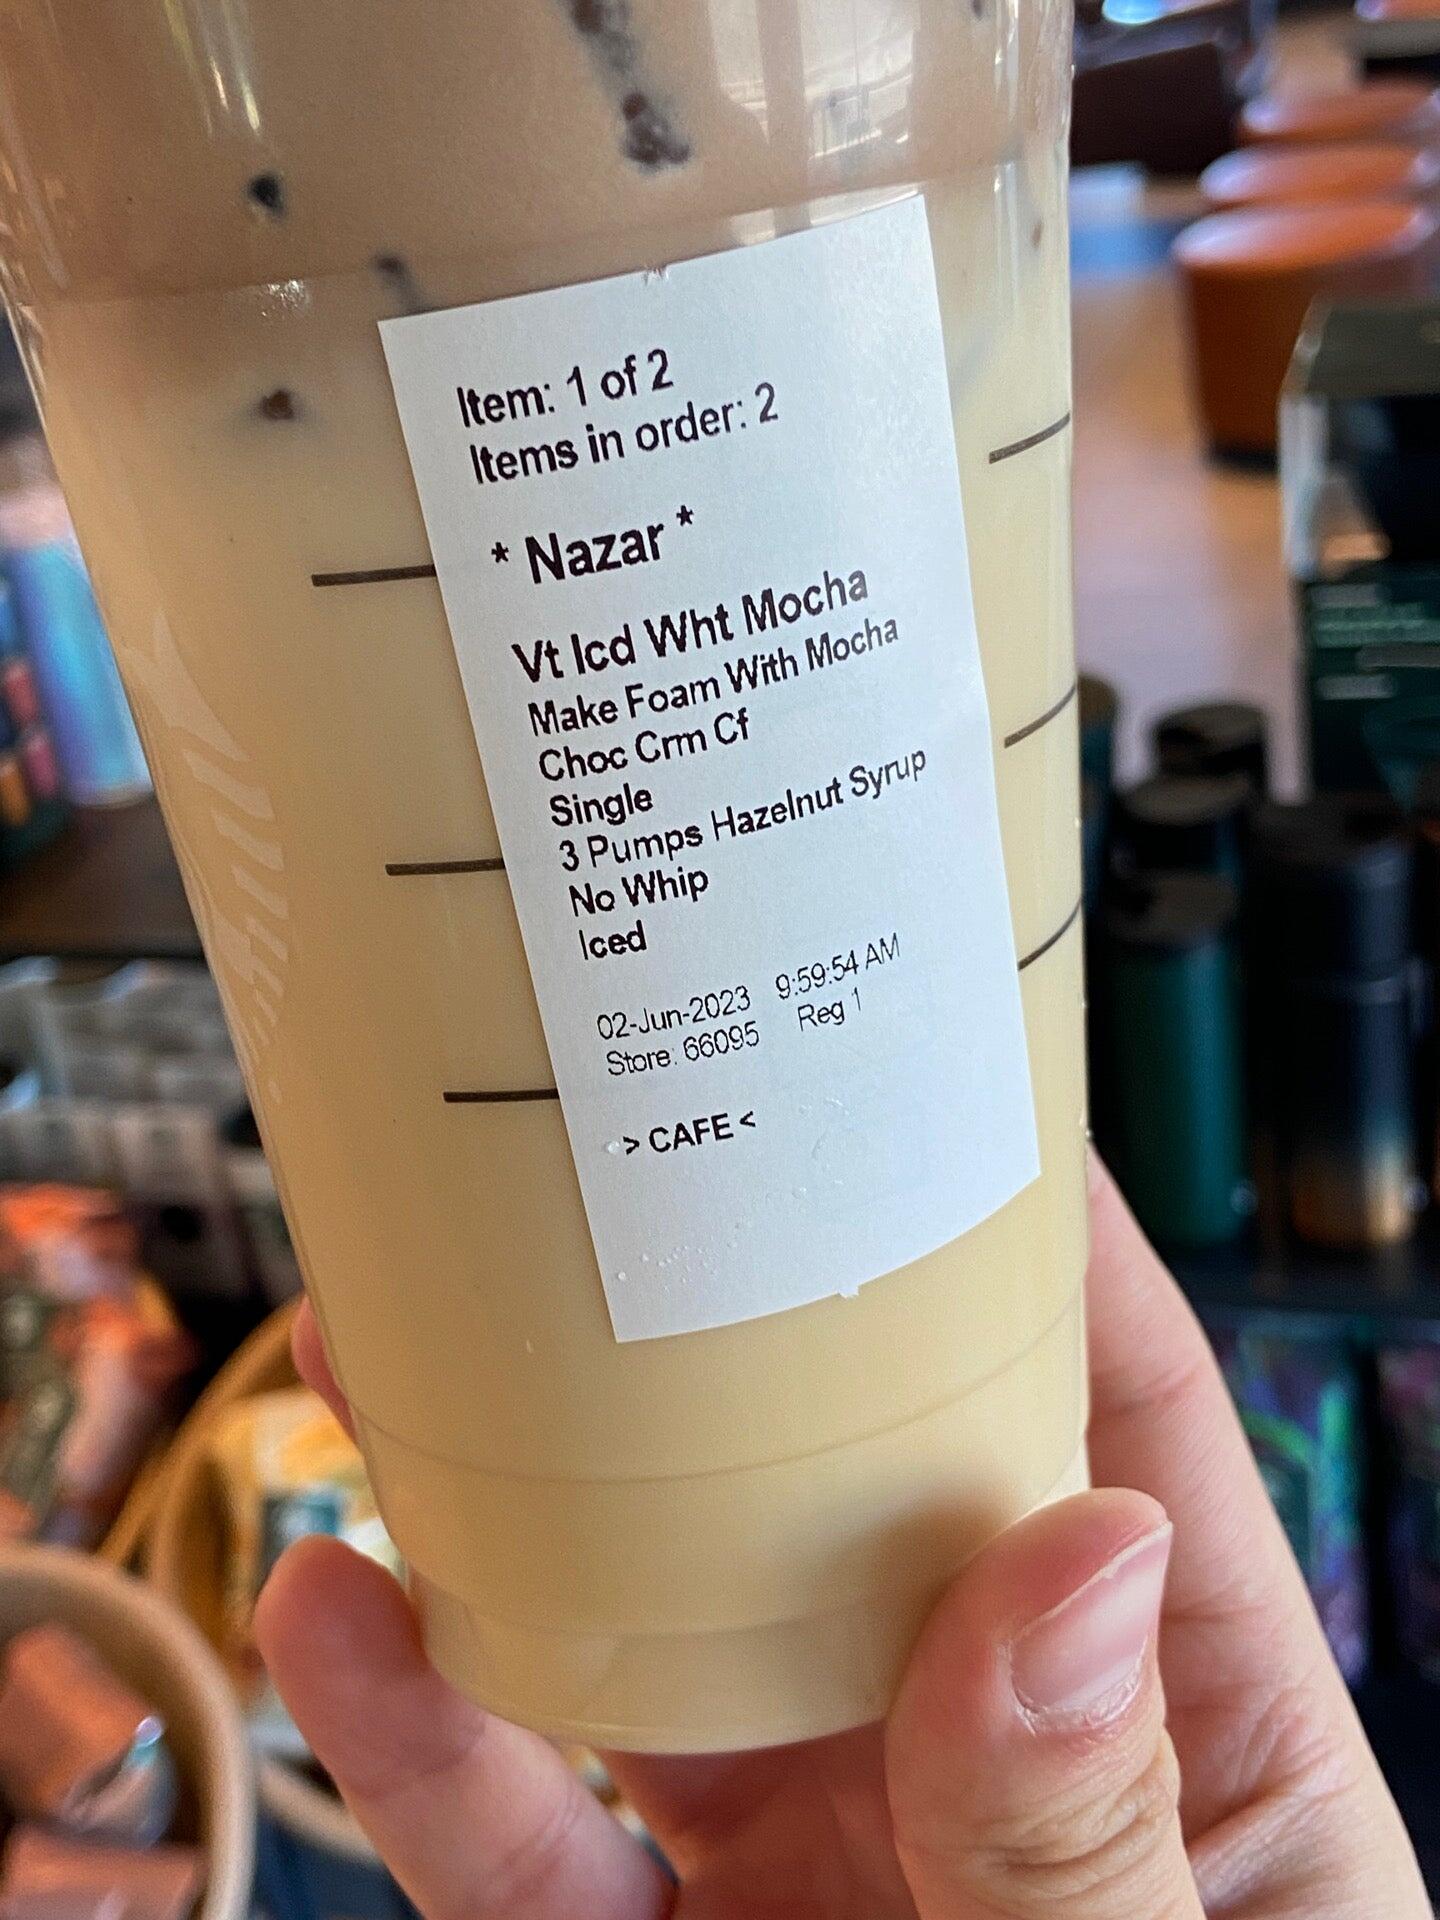 Item: 1 of 2
Items in order: 2
* Nazar *
Vt Icd Wht Mocha
Make Foam With Mocha
Choc Crm Cf
Single
3 Pumps Hazelnut Syrup
No Whip
Iced
02-Jun-2023 9:59:54 AM
Store: 66095 Reg 1
> CAFE <